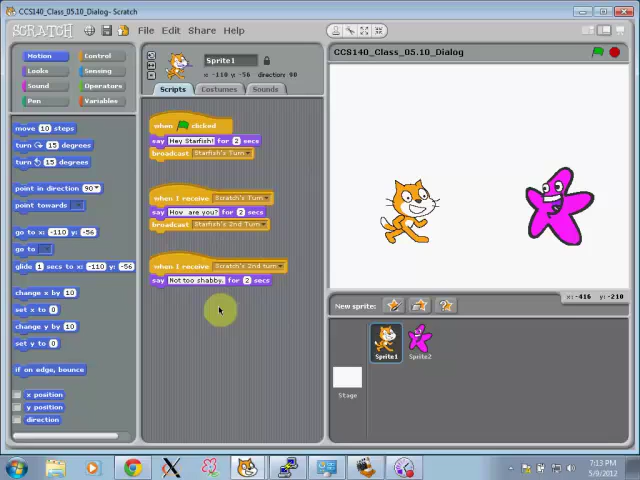 CCS140_Class_05.10_Dialog - Scratch
SCRATCH
File Edit Share Help
Motion
Control
Looks
Sensing
Sound
Operators
Pen
Variables
Sprite1
x: -110 y: -56 direction: 90
Scripts Costumes Sounds
CCS140_Class_05.10_Dialog
move 10 steps
turn 15 degrees
turn 15 degrees
point in direction 90
point towards
go to x: -110 y: -56
go to
glide 1 secs to x: -110 y: -56
change x by 10
set x to 0
change y by 10
set y to 0
if on edge, bounce
x position
y position
direction
when clicked
say Hey Starfish! for 2 secs
broadcast Starfish's Turn
when I receive Scratch's Turn
say How are you? for 2 secs
broadcast Starfish's 2nd Turn
when I receive Scratch's 2nd turn
say Not too shabby. for 2 secs
x: -416 y: -210
New sprite:
Sprite1
Sprite2
Stage
7:13 PM
5/9/2012